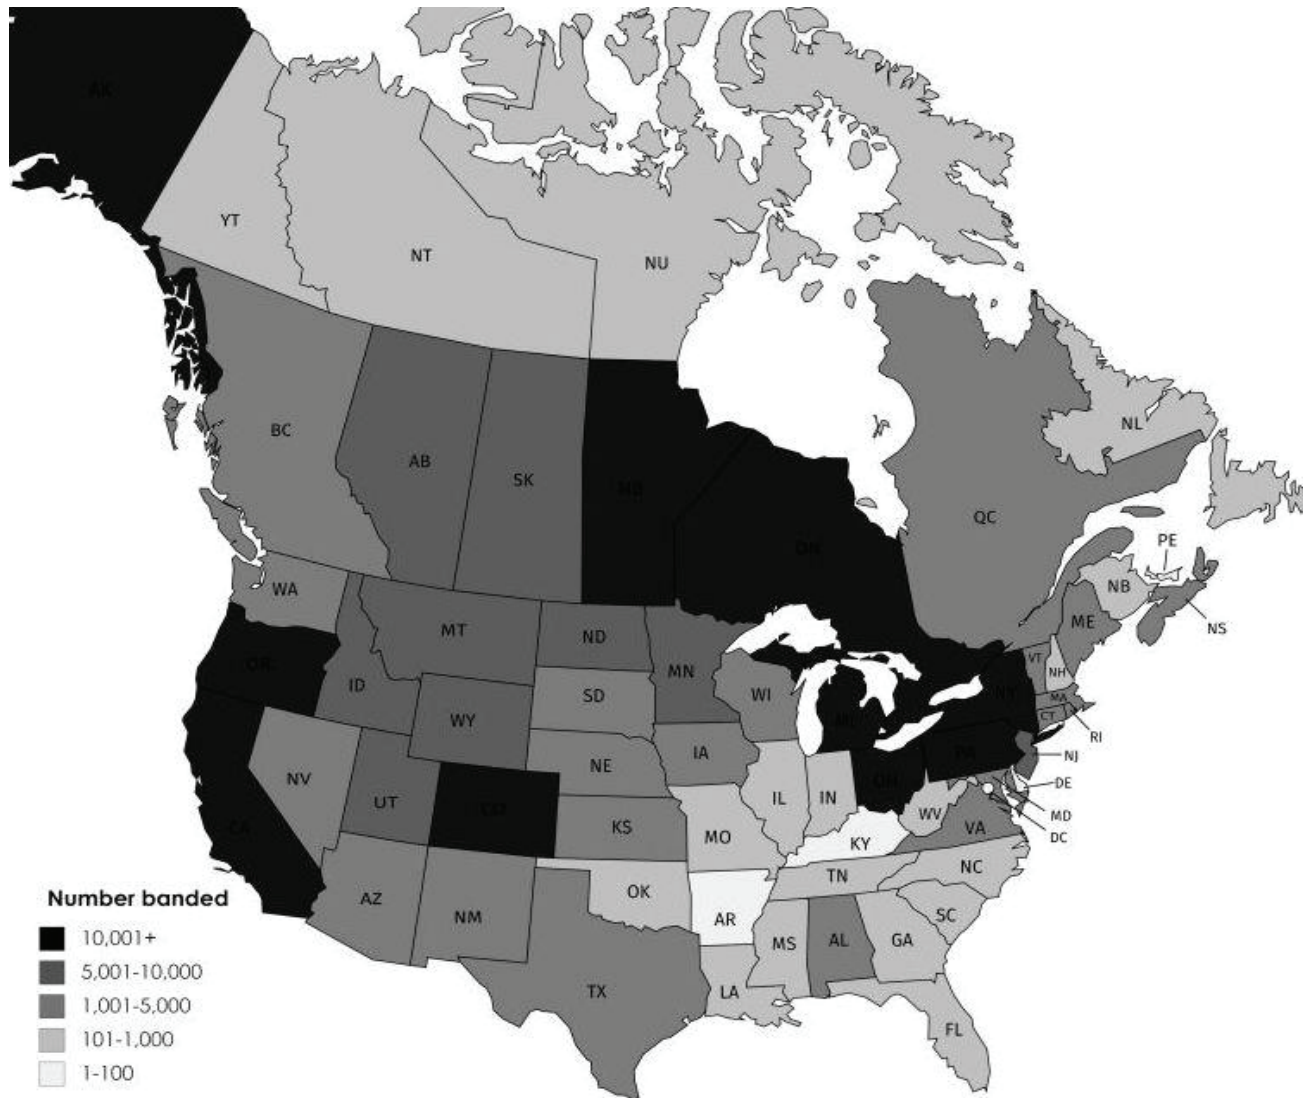 AK
YT
NT
NU
BC
AB
SK
MB
ON
QC
NL
PE
NB
NS
WA
MT
ND
MN
ME
VT
NH
OR
ID
SD
WI
MI
NY
MA
CT
RI
WY
NV
UT
CO
NE
IA
IL
IN
OH
PA
NJ
DE
MD
DC
WV
VA
CA
KS
MO
KY
AZ
NM
OK
AR
TN
NC
SC
TX
LA
MS
AL
GA
FL
Number banded
10,001+
5,001-10,000
1,001-5,000
101-1,000
1-100